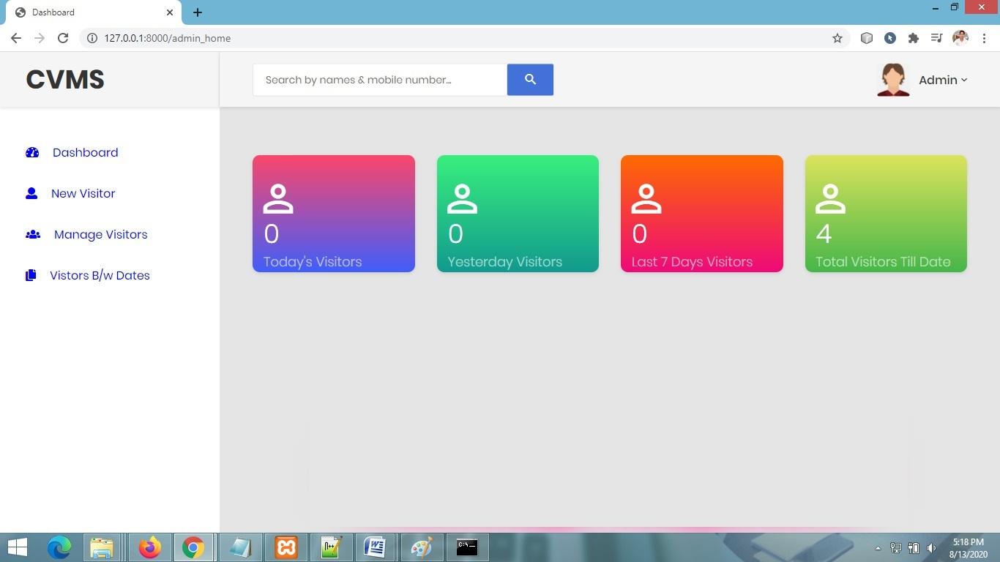 Dashboard
127.0.0.1:8000/admin_home
CVMS
Search by names & mobile number...
Admin
Dashboard
New Visitor
Manage Visitors
Vistors B/w Dates
0
Today's Visitors
0
Yesterday Visitors
0
Last 7 Days Visitors
4
Total Visitors Till Date
5:18 PM
8/13/2020